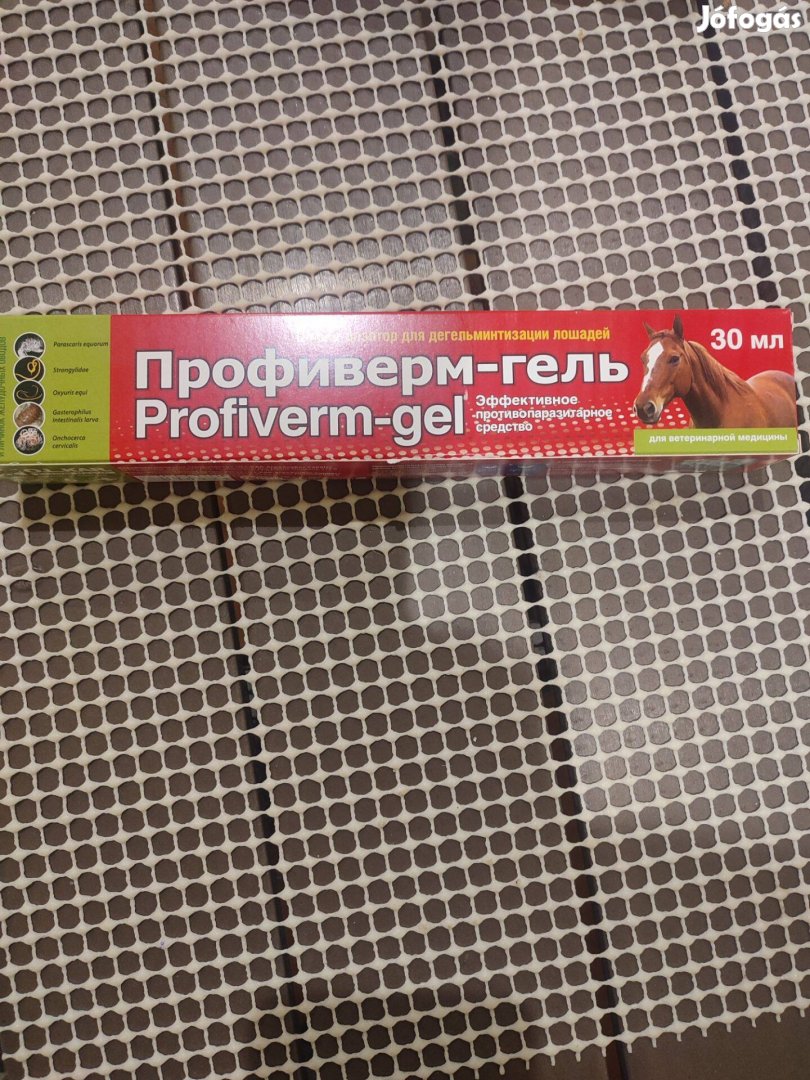 Jófogás
для дегельминтизации лошадей
30 мл
Профиверм-гель
Profiverm-gel
Эффективное
противопаразитарное
средство
для ветеринарной медицины
Parascaris equorum
Strongylidae
Oxyuris equi
Gasterophilus
intestinalis larva
Onchocerca
cervicalis